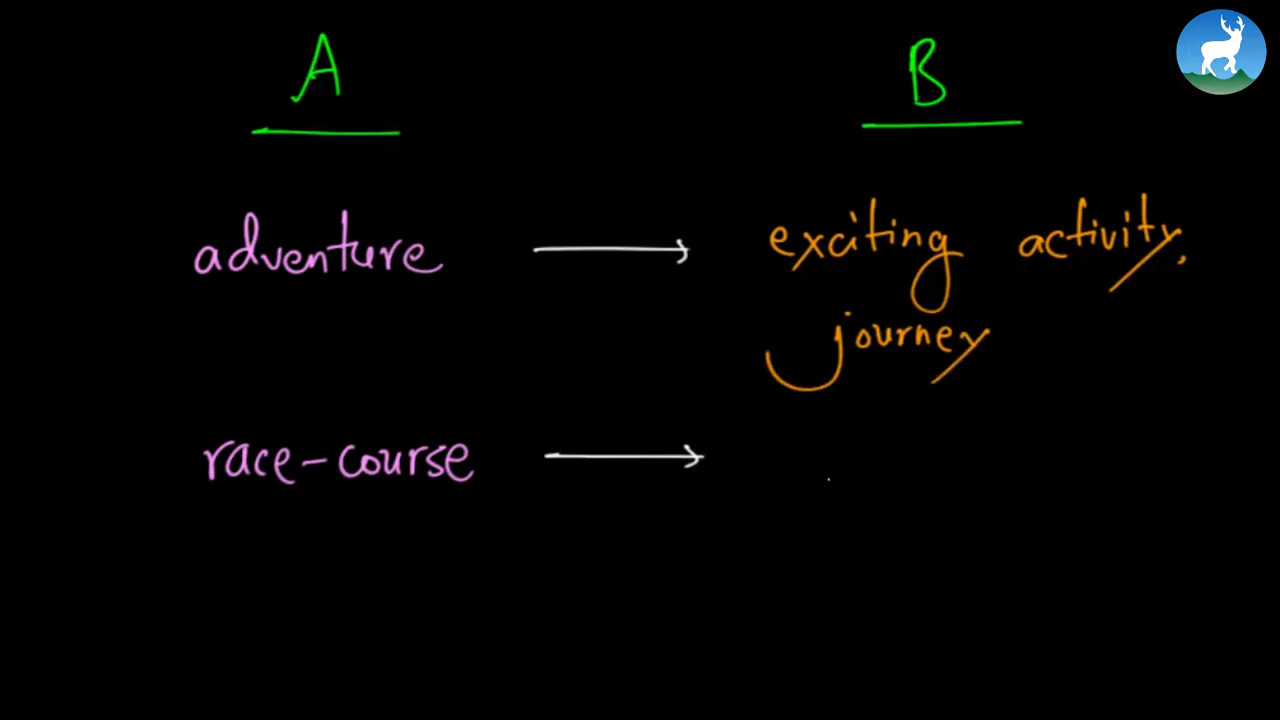 A B
adventure → exciting activity,
journey
race-course →